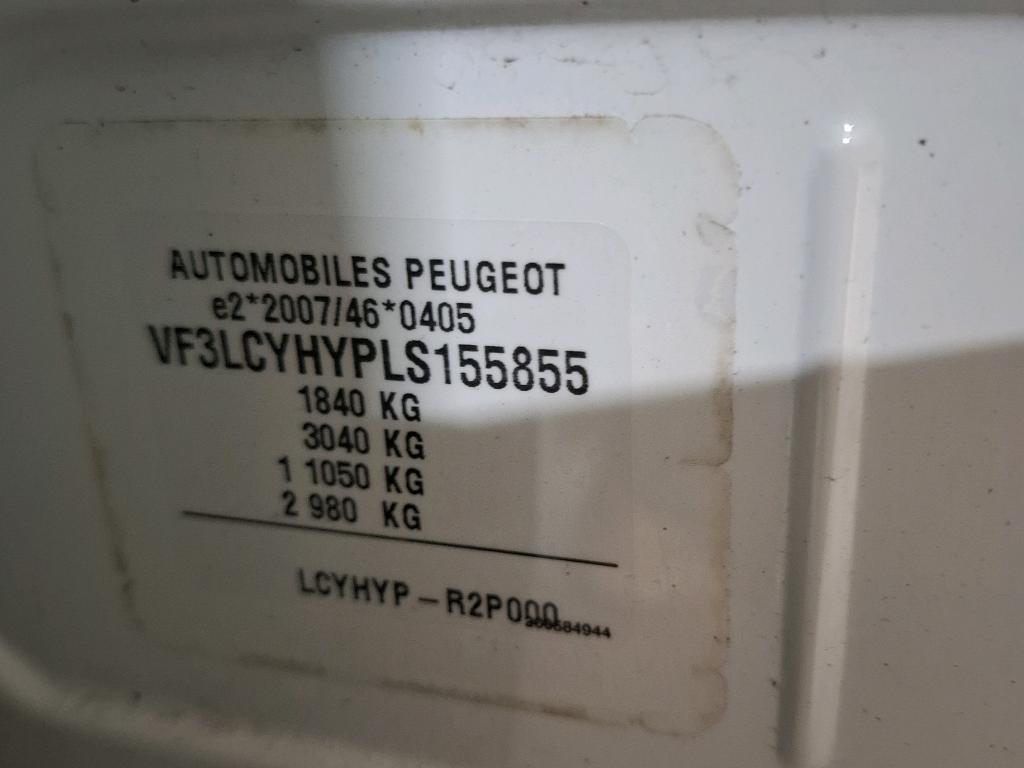 AUTOMOBILES PEUGEOT
e2*2007/46*0405
VF3LCYHYPLS155855
1840 KG
3040 KG
1 1050 KG
2 980 KG
LCYHYP - R2P000